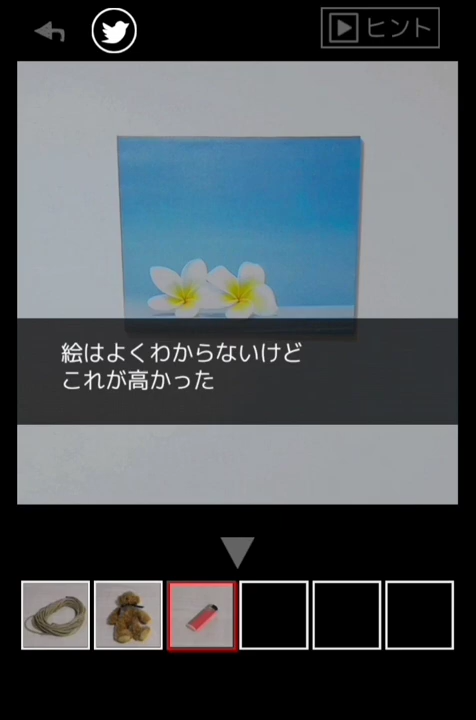 ヒント
絵はよくわからないけど
これが高かった